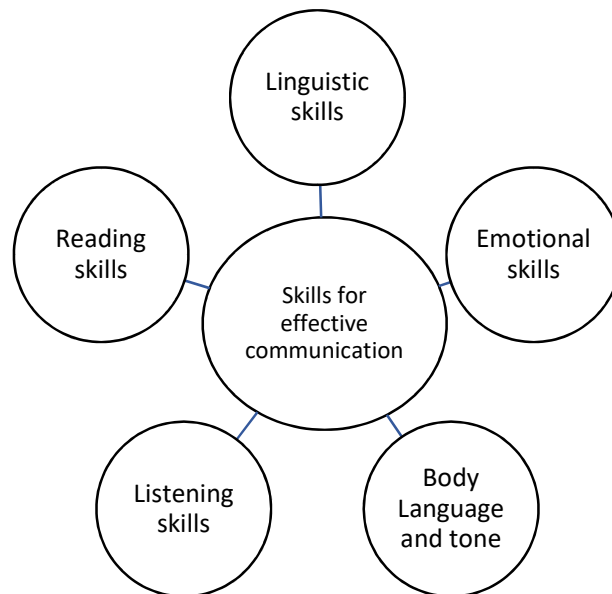 Linguistic
skills
Reading
skills
Emotional
skills
Skills for
effective
communication
Listening
skills
Body
Language
and tone